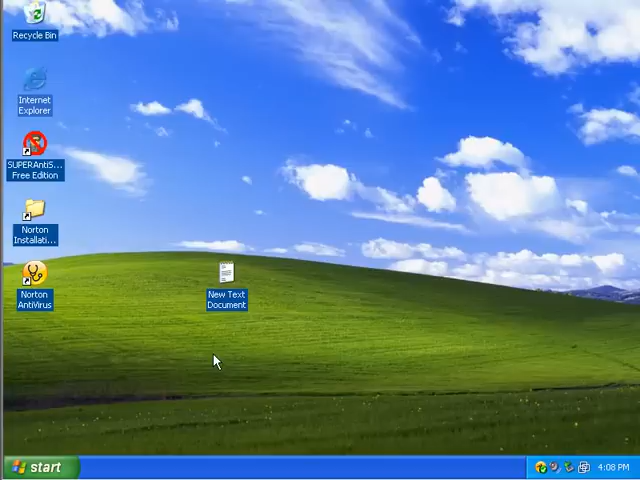 Recycle Bin
Internet
Explorer
SUPERAntiS...
Free Edition
Norton
Installati...
Norton
AntiVirus
New Text
Document
start
4:08 PM